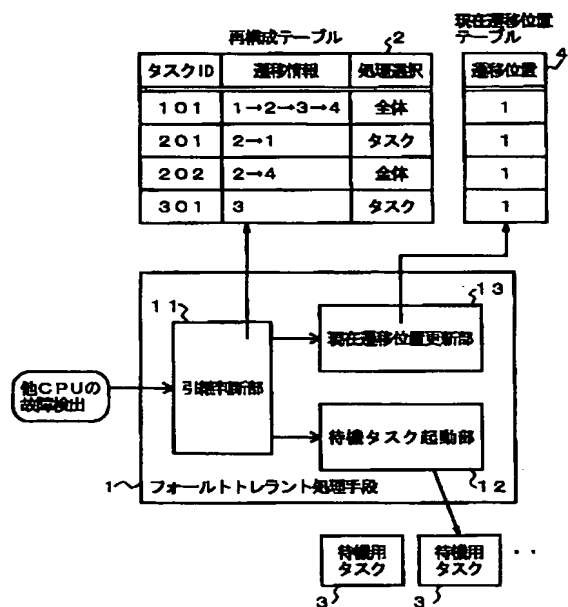 再構成テーブル
2
タスクID 遷移情報 処理選択
101 1→2→3→4 全体
201 2→1 タスク
202 2→4 全体
301 3 タスク
現在遷移位置
テーブル
4
遷移位置
1
1
1
1
11
引継判断部
13
現在遷移位置更新部
他CPUの
故障検出
待機タスク起動部
12
1 フォールトトレラント処理手段
待機用
タスク
3
待機用
タスク
3
・・